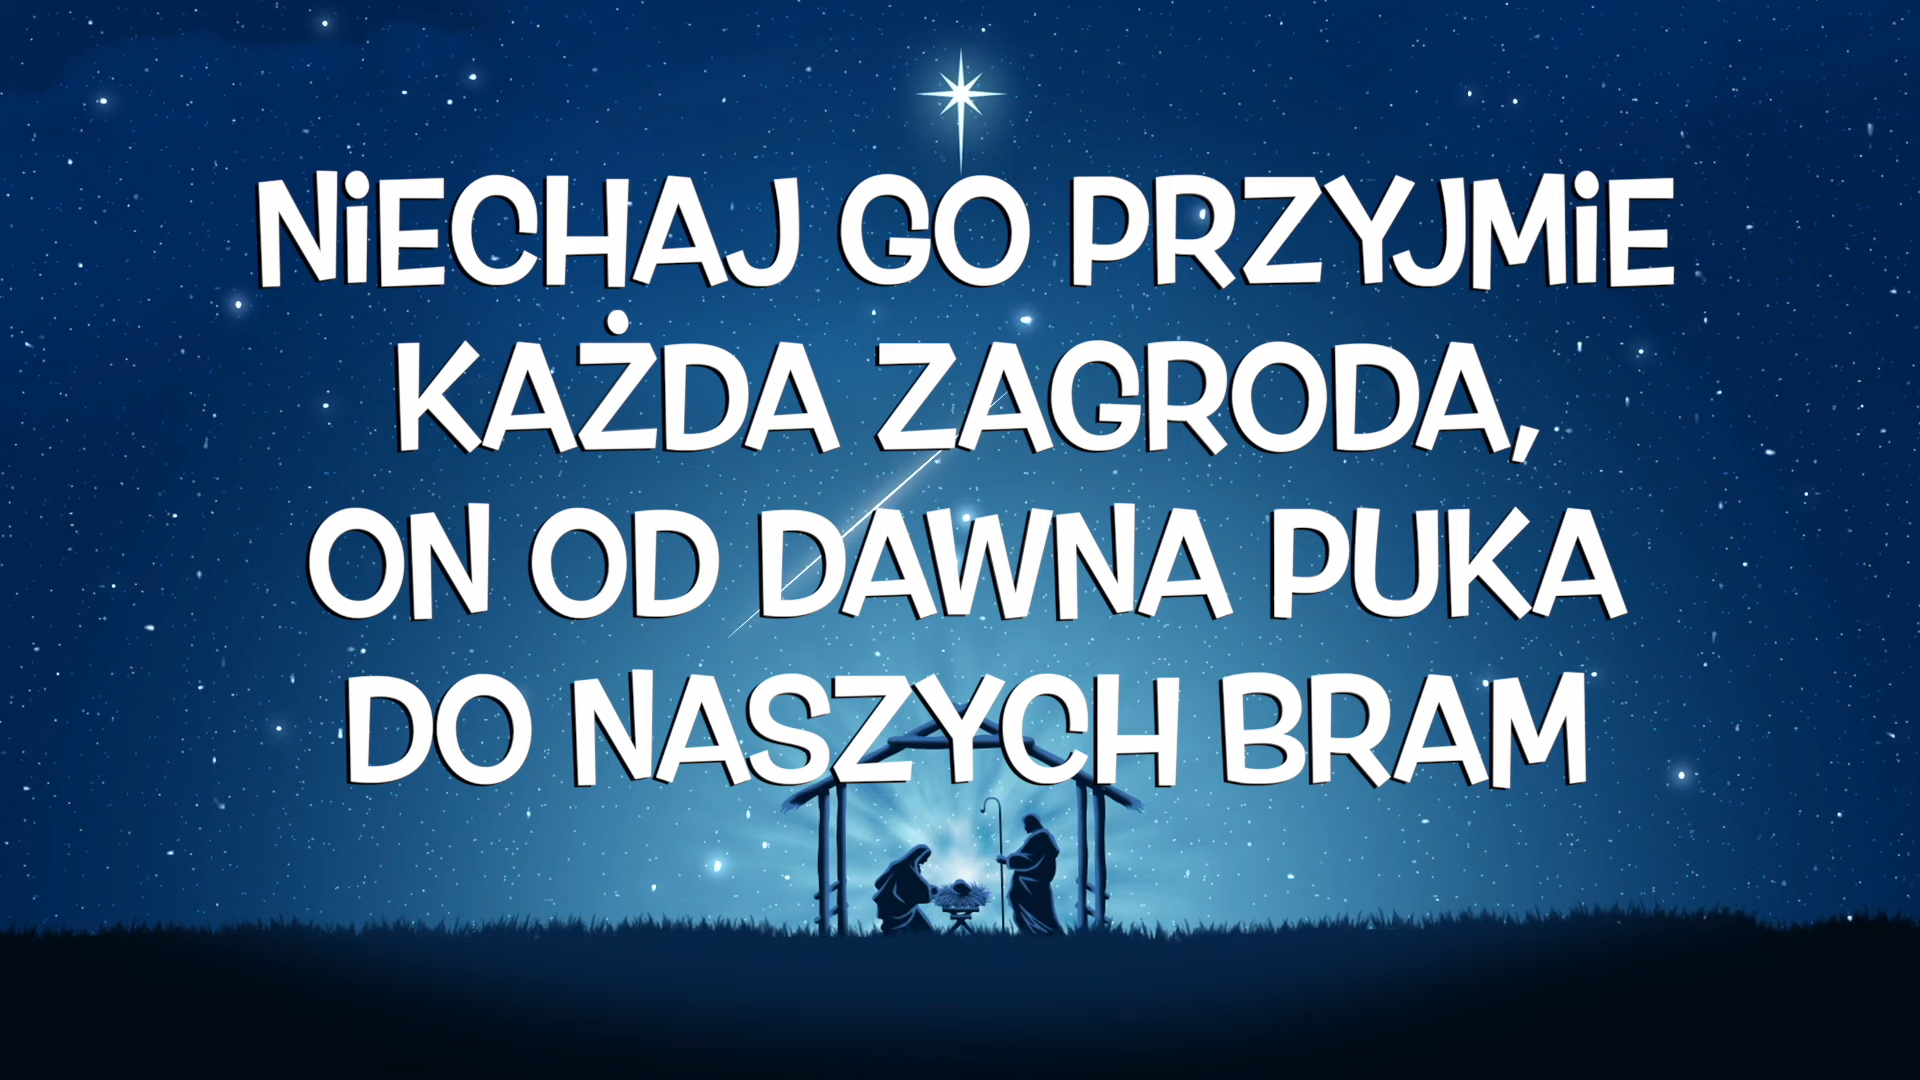 NiECHAJ GO PRZYJMiE
KAŻDA ZAGRODA,
ON OD DAWNA PUKA
DO NASZYCH BRAM